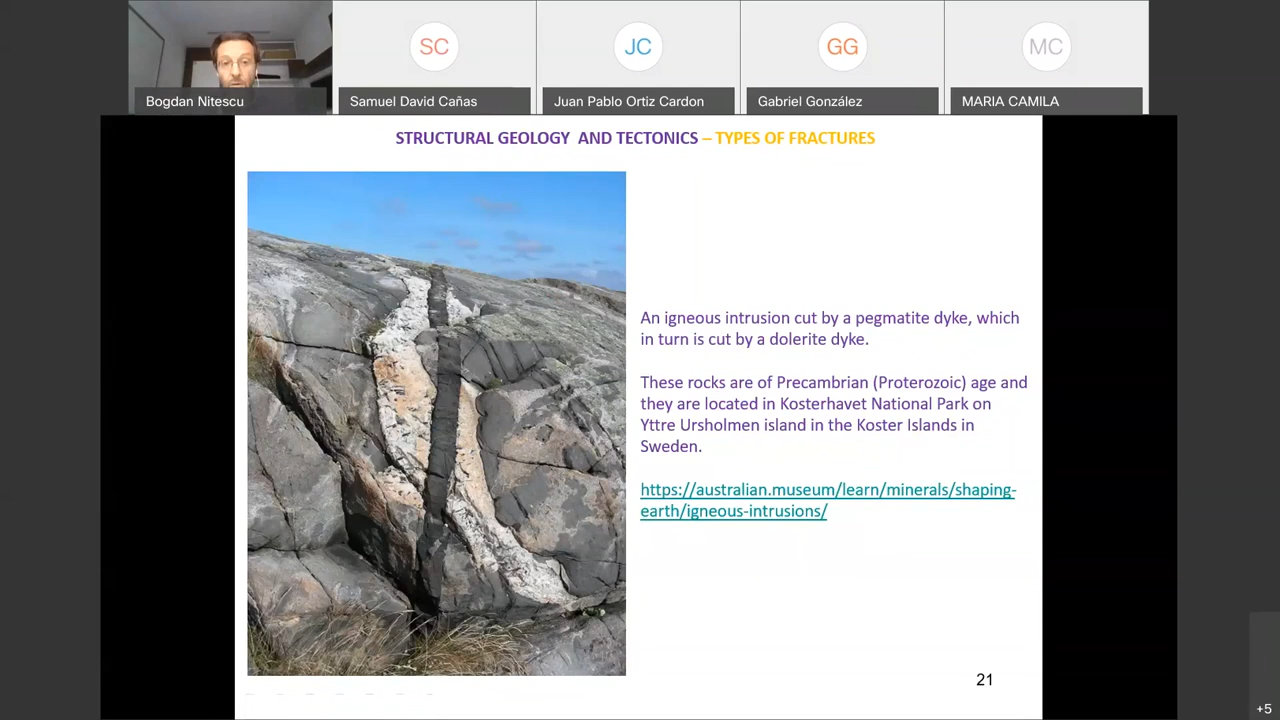 SC
JC
GG
MC
Bogdan Nitescu
Samuel David Cañas
Juan Pablo Ortiz Cardon
Gabriel González
MARIA CAMILA
STRUCTURAL GEOLOGY AND TECTONICS – TYPES OF FRACTURES
An igneous intrusion cut by a pegmatite dyke, which
in turn is cut by a dolerite dyke.
These rocks are of Precambrian (Proterozoic) age and
they are located in Kosterhavet National Park on
Yttre Ursholmen island in the Koster Islands in
Sweden.
https://australian.museum/learn/minerals/shaping-
earth/igneous-intrusions/
21
+5